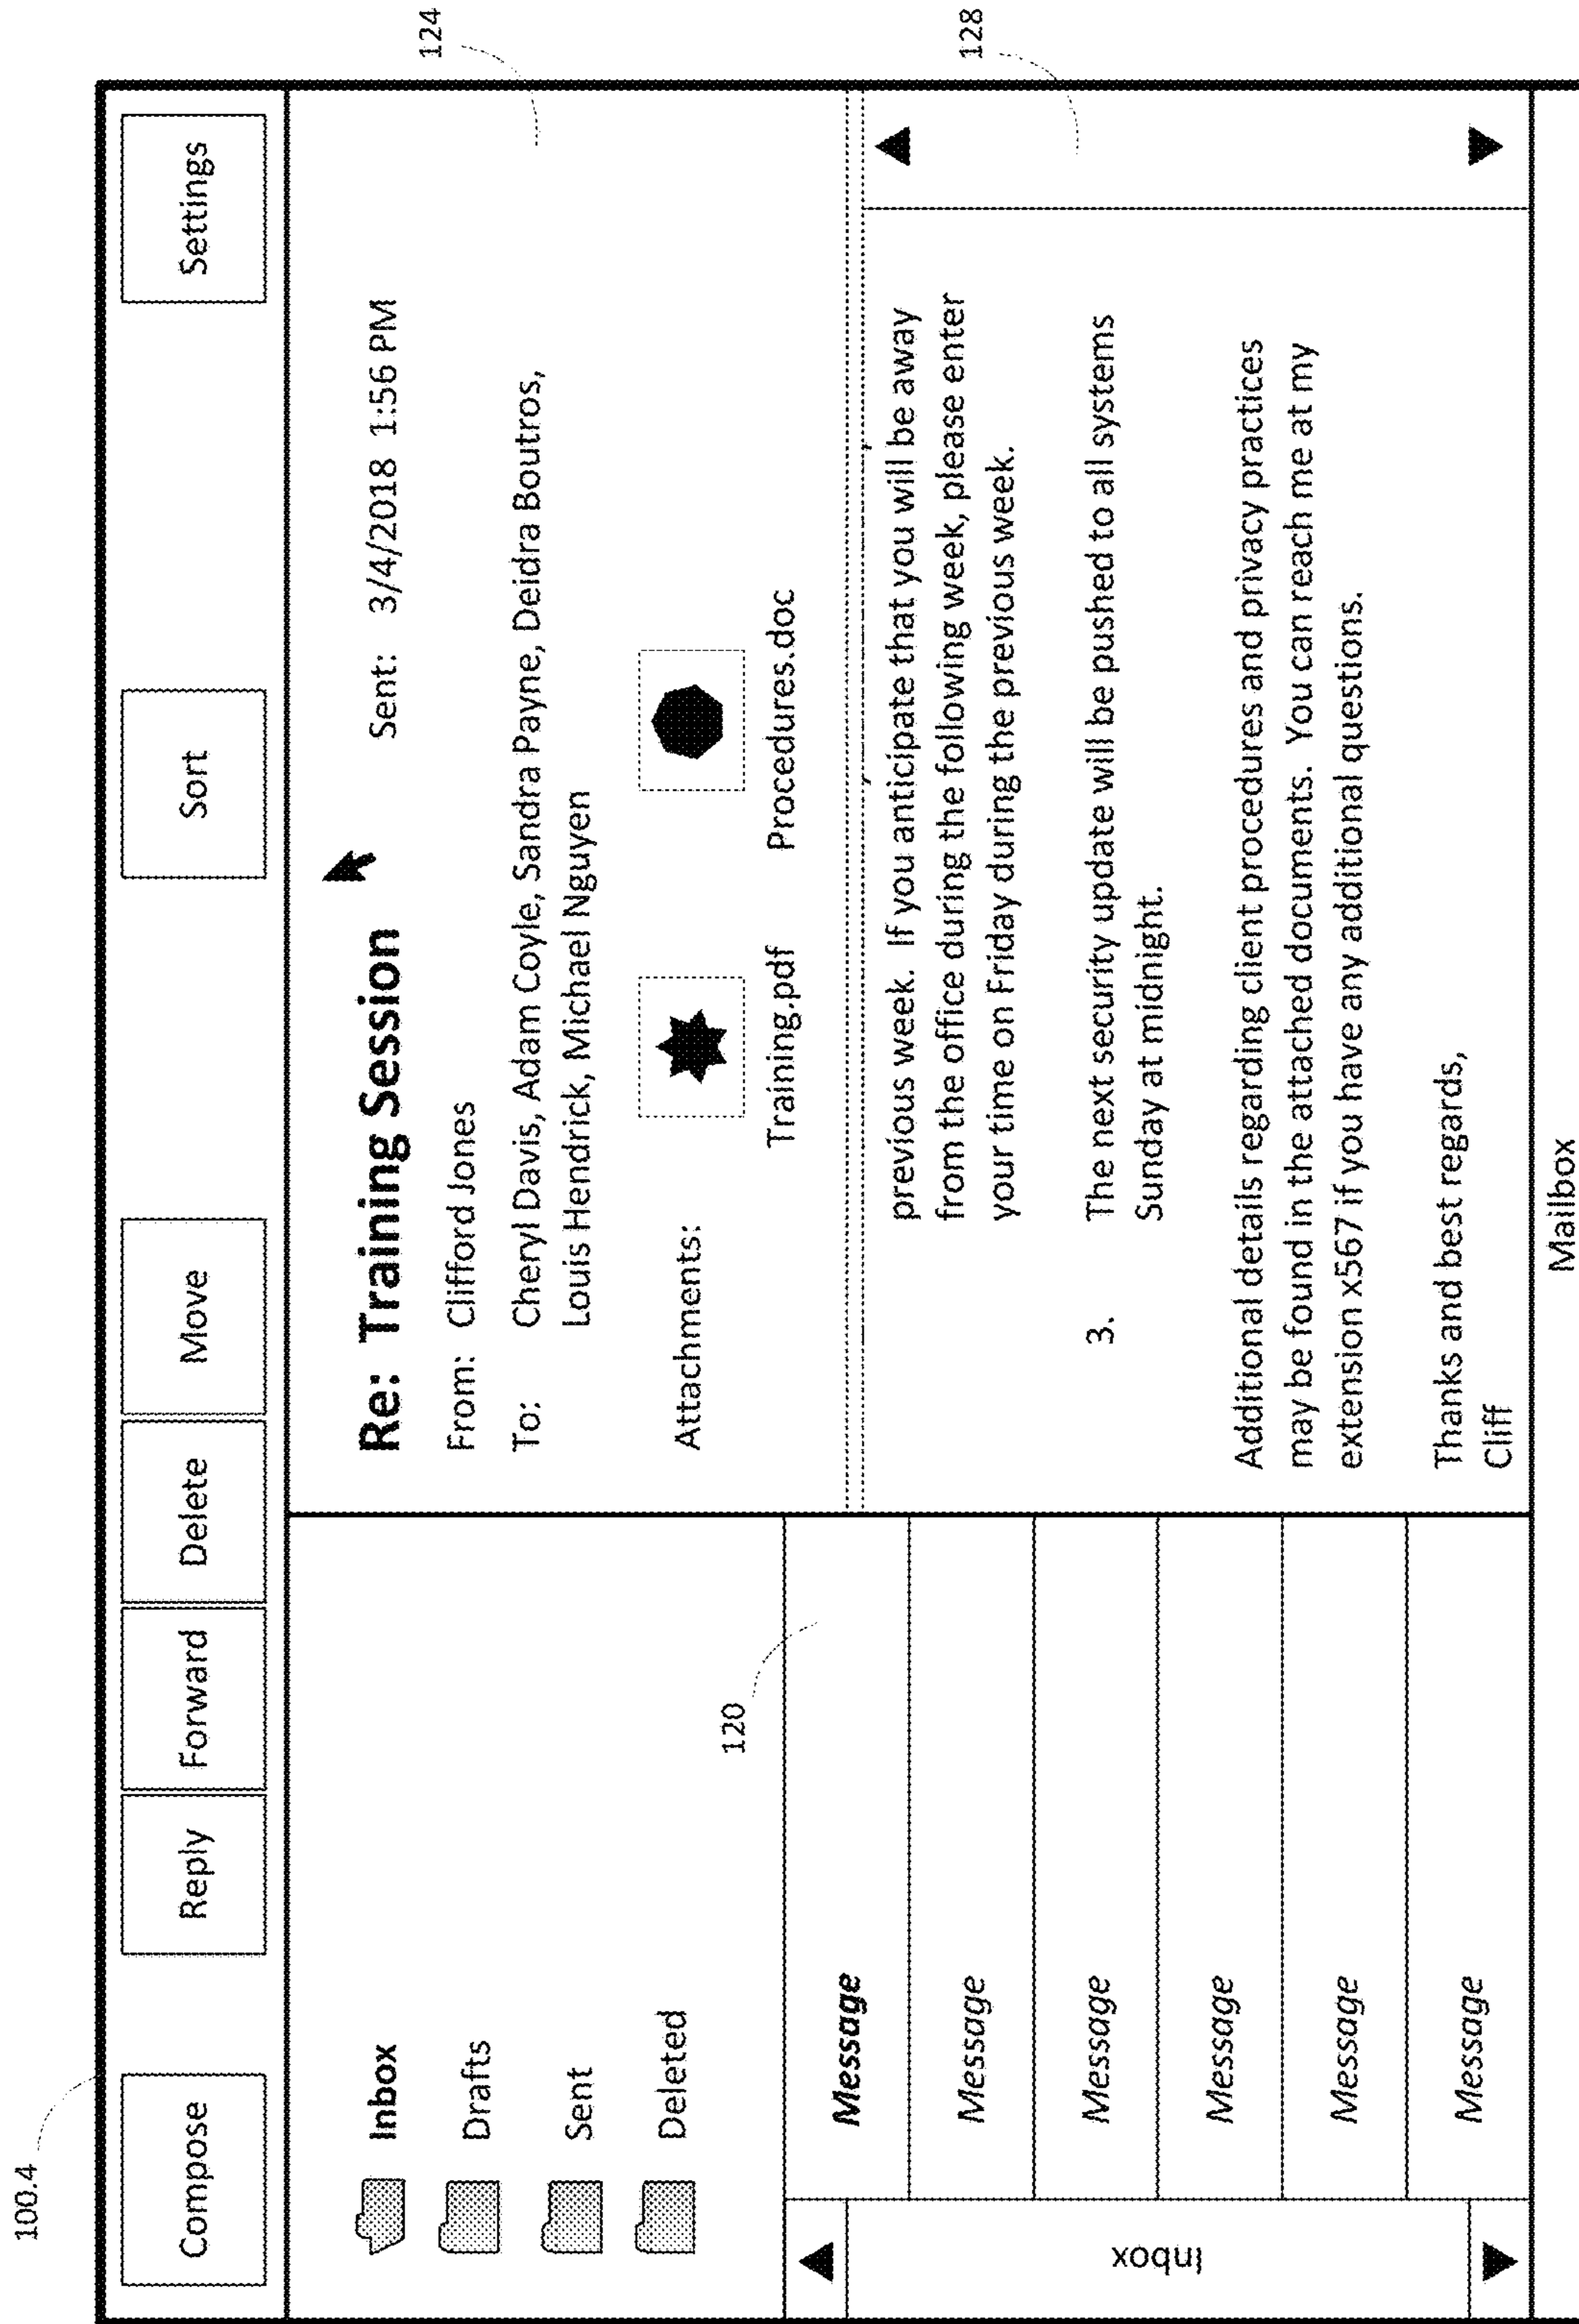 100.4
Compose
Reply
Forward
Delete
Move
Sort
Settings
Inbox
Drafts
Sent
Deleted
120
Inbox
Message
Message
Message
Message
Message
Message
124
Re: Training Session
Sent: 3/4/2018 1:56 PM
From: Clifford Jones
To: Cheryl Davis, Adam Coyle, Sandra Payne, Deidra Boutros,
Louis Hendrick, Michael Nguyen
Attachments:
Training.pdf
Procedures.doc
128
previous week. If you anticipate that you will be away
from the office during the following week, please enter
your time on Friday during the previous week.
3. The next security update will be pushed to all systems
Sunday at midnight.
Additional details regarding client procedures and privacy practices
may be found in the attached documents. You can reach me at my
extension x567 if you have any additional questions.
Thanks and best regards,
Cliff
Mailbox